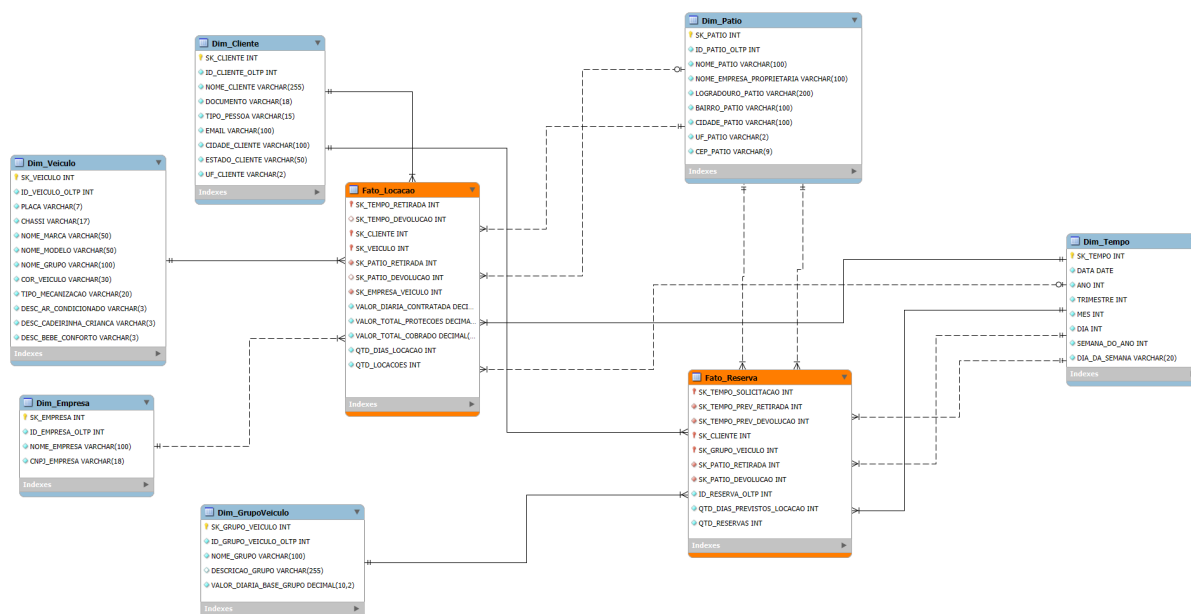 Dim_Patio
SK_PATIO INT
ID_PATIO_OLTP INT
NOME_PATIO VARCHAR(100)
NOME_EMPRESA_PROPRIETARIA VARCHAR(100)
LOGRADOURO_PATIO VARCHAR(200)
BAIRRO_PATIO VARCHAR(100)
CIDADE_PATIO VARCHAR(100)
UF_PATIO VARCHAR(2)
CEP_PATIO VARCHAR(9)
Indexes
Dim_Cliente
SK_CLIENTE INT
ID_CLIENTE_OLTP INT
NOME_CLIENTE VARCHAR(255)
DOCUMENTO VARCHAR(18)
TIPO_PESSOA VARCHAR(15)
EMAIL VARCHAR(100)
CIDADE_CLIENTE VARCHAR(100)
ESTADO_CLIENTE VARCHAR(50)
UF_CLIENTE VARCHAR(2)
Indexes
Dim_Veiculo
SK_VEICULO INT
ID_VEICULO_OLTP INT
PLACA VARCHAR(7)
CHASSI VARCHAR(17)
NOME_MARCA VARCHAR(50)
NOME_MODELO VARCHAR(50)
NOME_GRUPO VARCHAR(100)
COR_VEICULO VARCHAR(30)
TIPO_MECANIZACAO VARCHAR(20)
DESC_AR_CONDICIONADO VARCHAR(3)
DESC_CADEIRINHA_CRIANCA VARCHAR(3)
DESC_BEBE_CONFORTO VARCHAR(3)
Indexes
Fato_Locacao
SK_TEMPO_RETIRADA INT
SK_TEMPO_DEVOLUCAO INT
SK_CLIENTE INT
SK_VEICULO INT
SK_PATIO_RETIRADA INT
SK_PATIO_DEVOLUCAO INT
SK_EMPRESA_VEICULO INT
VALOR_DIARIA_CONTRATADA DECI...
VALOR_TOTAL_PROTECOES DECIMA...
VALOR_TOTAL_COBRADO DECIMAL(...
QTD_DIAS_LOCACAO INT
QTD_LOCACOES INT
Indexes
Dim_Tempo
SK_TEMPO INT
DATA DATE
ANO INT
TRIMESTRE INT
MES INT
DIA INT
SEMANA_DO_ANO INT
DIA_DA_SEMANA VARCHAR(20)
Indexes
Fato_Reserva
SK_TEMPO_SOLICITACAO INT
SK_TEMPO_PREV_RETIRADA INT
SK_TEMPO_PREV_DEVOLUCAO INT
SK_CLIENTE INT
SK_GRUPO_VEICULO INT
SK_PATIO_RETIRADA INT
SK_PATIO_DEVOLUCAO INT
ID_RESERVA_OLTP INT
QTD_DIAS_PREVISTOS_LOCACAO INT
QTD_RESERVAS INT
Indexes
Dim_Empresa
SK_EMPRESA INT
ID_EMPRESA_OLTP INT
NOME_EMPRESA VARCHAR(100)
CNPJ_EMPRESA VARCHAR(18)
Indexes
Dim_GrupoVeiculo
SK_GRUPO_VEICULO INT
ID_GRUPO_VEICULO_OLTP INT
NOME_GRUPO VARCHAR(100)
DESCRICAO_GRUPO VARCHAR(255)
VALOR_DIARIA_BASE_GRUPO DECIMAL(10,2)
Indexes